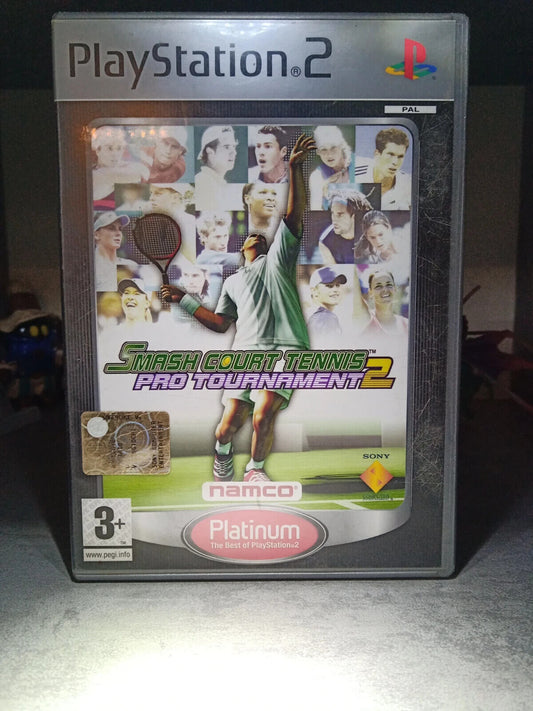 PlayStation®2
PAL
SMASH COURT TENNIS™
PRO TOURNAMENT 2
SONY
namco®
3+
www.pegi.info
Platinum
The Best of PlayStation®2